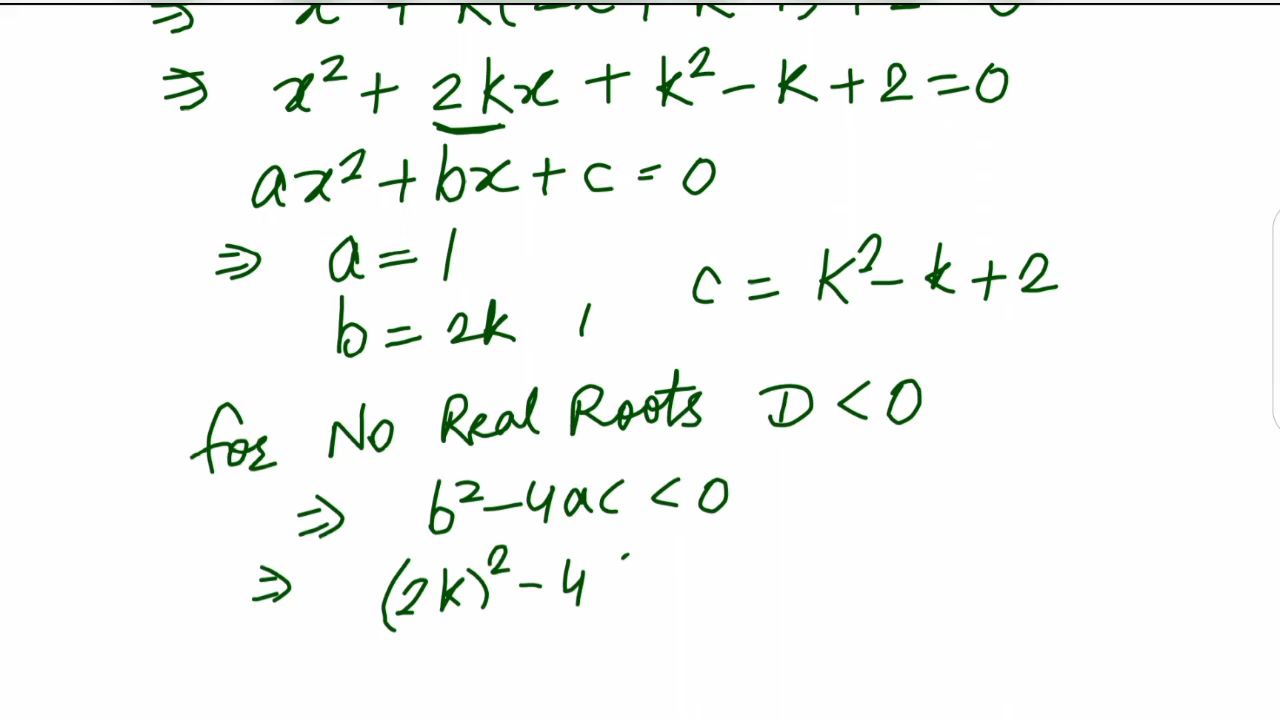 ⇒ x² + 2kx + k² - k + 2 = 0
ax² + bx + c = 0
⇒ a = 1
b = 2k , c = k² - k + 2
for No Real Roots D < 0
⇒ b² - 4ac < 0
⇒ (2k)² - 4